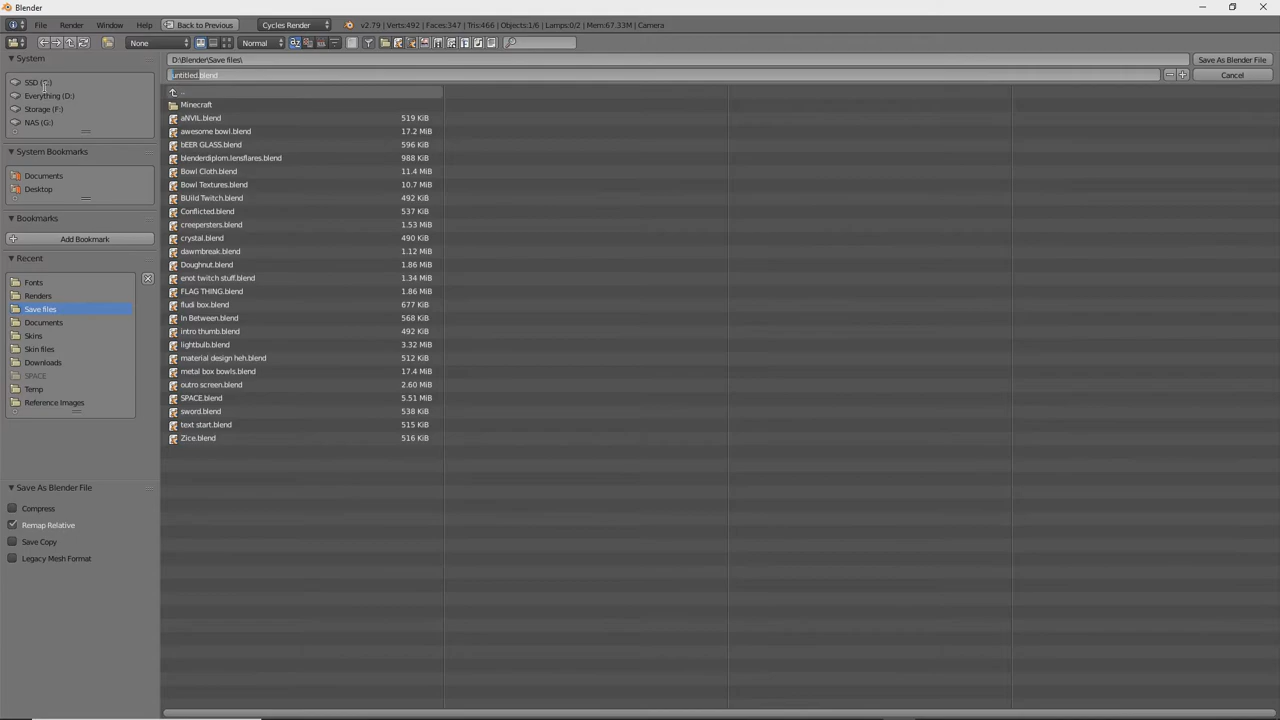 Blender
File Render Window Help Back to Previous Cycles Render v2.79 | Verts:492 | Faces:347 | Tris:466 | Objects:1/6 | Lamps:0/2 | Mem:67.33M | Camera
None Normal
System
SSD
Everything (D:)
Storage (F:)
NAS (G:)
System Bookmarks
Documents
Desktop
Bookmarks
Add Bookmark
Recent
Fonts
Renders
Save files
Documents
Skins
Skin files
Downloads
SPACE
Temp
Reference Images
Save As Blender File
Compress
Remap Relative
Save Copy
Legacy Mesh Format
D:\Blender\Save files\ Save As Blender File
untitled.blend Cancel
..
Minecraft
aNVIL.blend 519 KiB
awesome bowl.blend 17.2 MiB
bEER GLASS.blend 596 KiB
blenderdiplom.lensflares.blend 988 KiB
Bowl Cloth.blend 11.4 MiB
Bowl Textures.blend 10.7 MiB
BUild Twitch.blend 492 KiB
Conflicted.blend 537 KiB
creepersters.blend 1.53 MiB
crystal.blend 490 KiB
dawmbreak.blend 1.12 MiB
Doughnut.blend 1.86 MiB
enot twitch stuff.blend 1.34 MiB
FLAG THING.blend 1.86 MiB
fludi box.blend 677 KiB
In Between.blend 568 KiB
intro thumb.blend 492 KiB
lightbulb.blend 3.32 MiB
material design heh.blend 512 KiB
metal box bowls.blend 17.4 MiB
outro screen.blend 2.60 MiB
SPACE.blend 5.51 MiB
sword.blend 538 KiB
text start.blend 515 KiB
Zice.blend 516 KiB